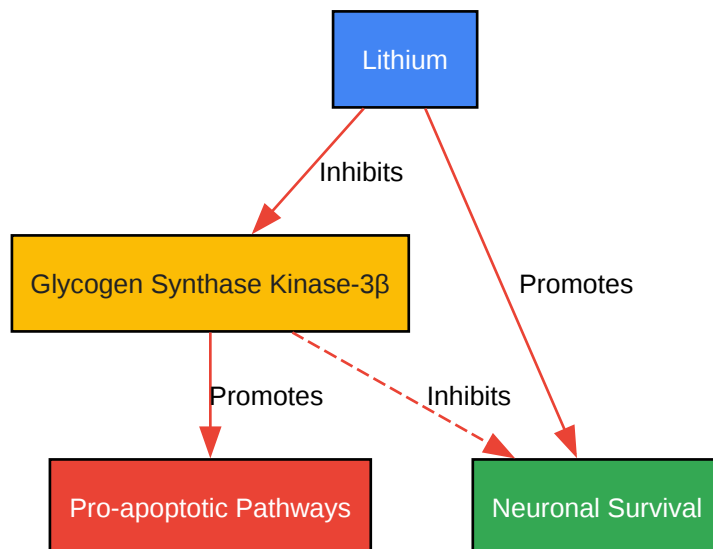 Lithium
Inhibits
Glycogen Synthase Kinase-3β
Promotes
Promotes
Inhibits
Pro-apoptotic Pathways
Neuronal Survival